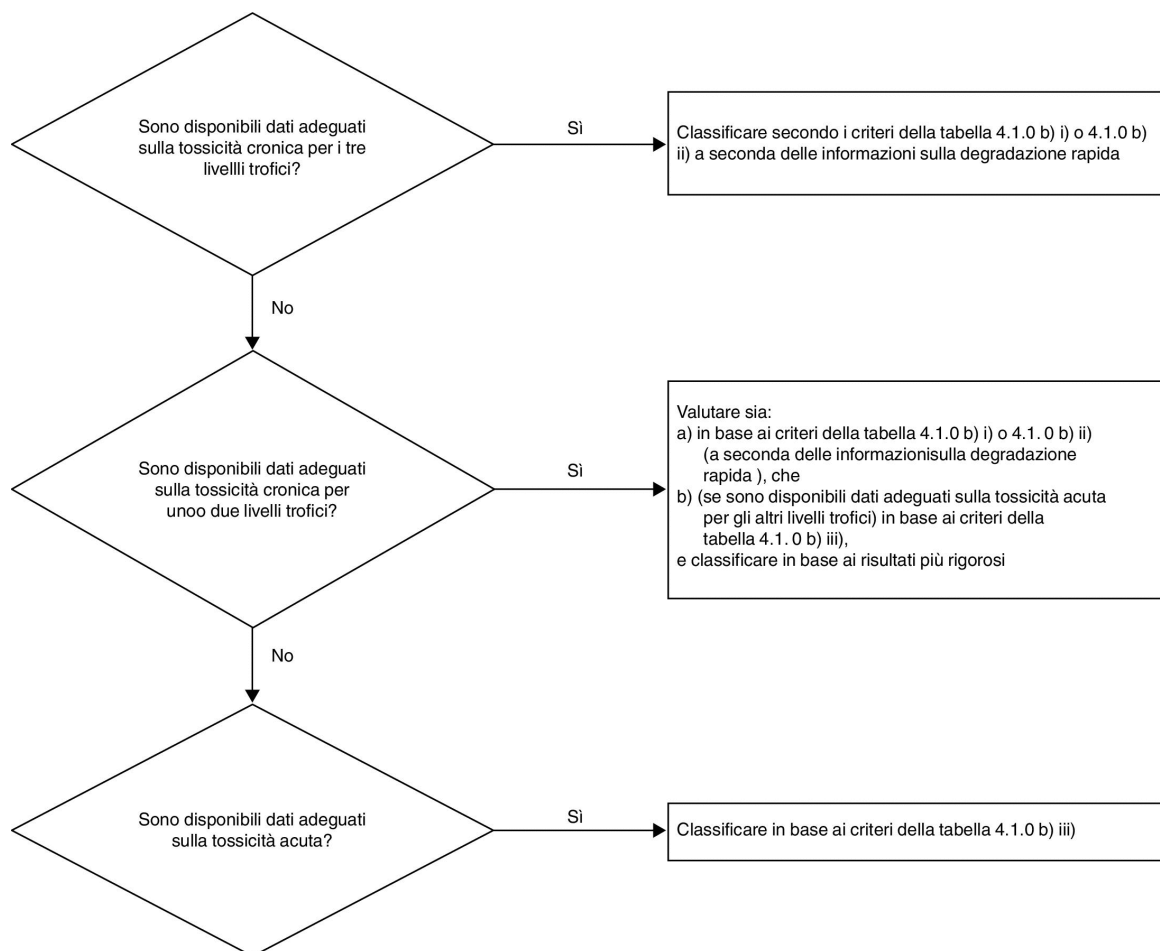 Sono disponibili dati adeguati
sulla tossicità cronica per i tre
livellli trofici?
Sì
Classificare secondo i criteri della tabella 4.1.0 b) i) o 4.1.0 b)
ii) a seconda delle informazioni sulla degradazione rapida
No
Sono disponibili dati adeguati
sulla tossicità cronica per
unoo due livelli trofici?
Sì
Valutare sia:
a) in base ai criteri della tabella 4.1.0 b) i) o 4.1. 0 b) ii)
(a seconda delle informazionisulla degradazione
rapida ), che
b) (se sono disponibili dati adeguati sulla tossicità acuta
per gli altri livelli trofici) in base ai criteri della
tabella 4.1. 0 b) iii),
e classificare in base ai risultati più rigorosi
No
Sono disponibili dati adeguati
sulla tossicità acuta?
Sì
Classificare in base ai criteri della tabella 4.1.0 b) iii)